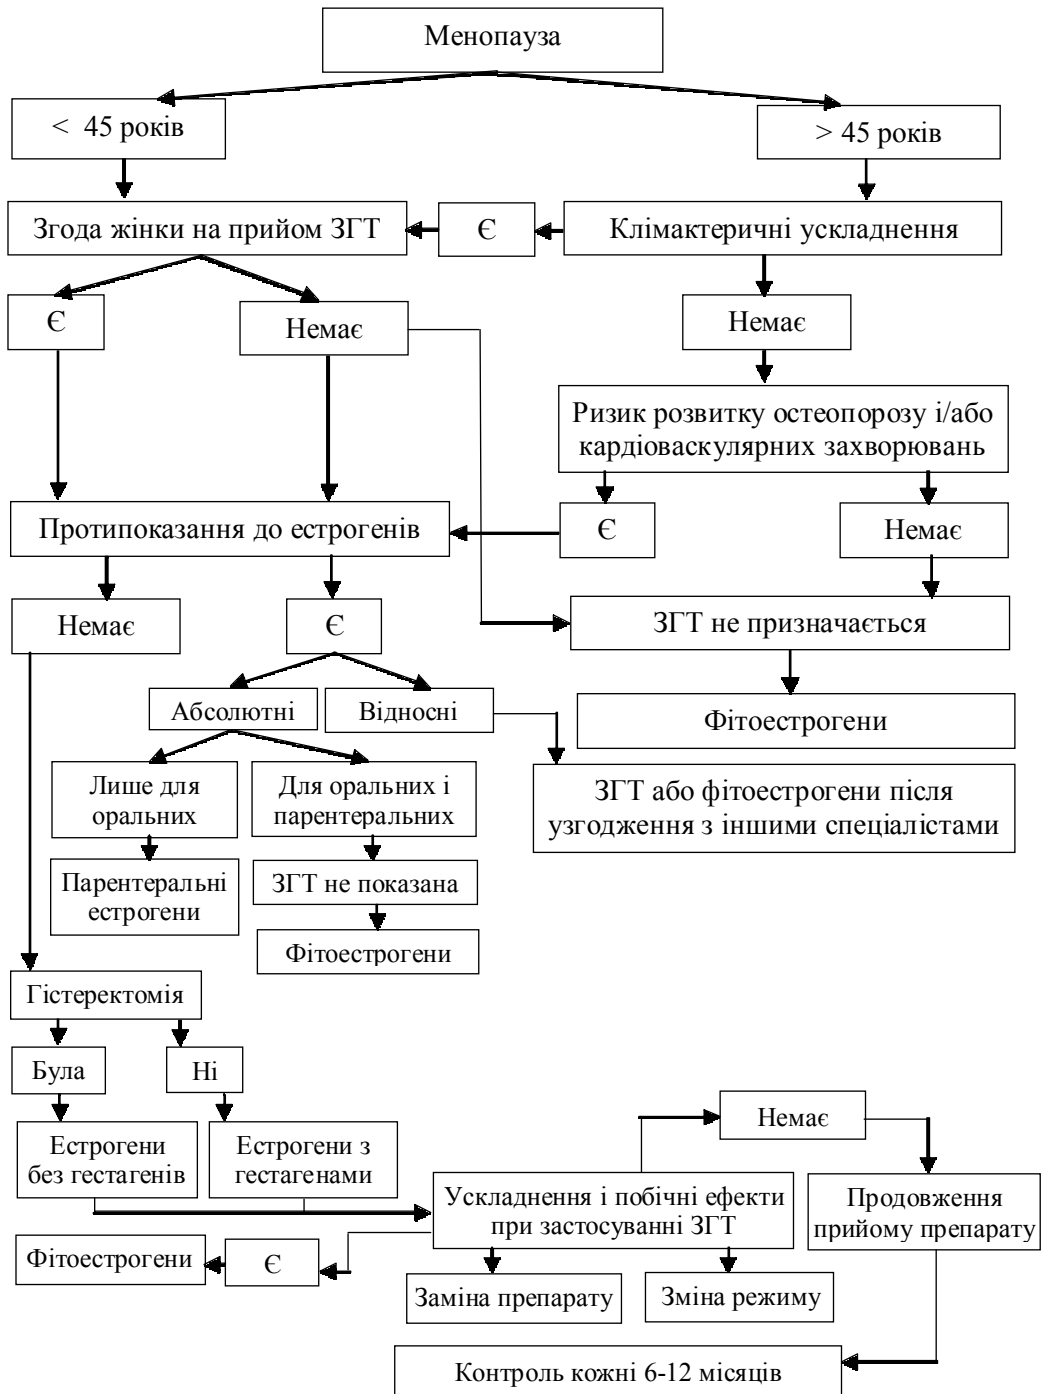 Менопауза
< 45 років
> 45 років
Згода жінки на прийом ЗГТ
Є
Клімактеричні ускладнення
Є
Немає
Немає
Ризик розвитку остеопорозу і/або
кардіоваскулярних захворювань
Протипоказання до естрогенів
Є
Немає
Немає
Є
ЗГТ не призначається
Абсолютні
Відносні
Фітоестрогени
Лише для
оральних
Для оральних і
парентеральних
ЗГТ або фітоестрогени після
узгодження з іншими спеціалістами
Парентеральні
естрогени
ЗГТ не показана
Фітоестрогени
Гістеректомія
Була
Ні
Немає
Естрогени
без гестагенів
Естрогени з
гестагенами
Ускладнення і побічні ефекти
при застосуванні ЗГТ
Продовження
прийому препарату
Фітоестрогени
Є
Заміна препарату
Зміна режиму
Контроль кожні 6-12 місяців